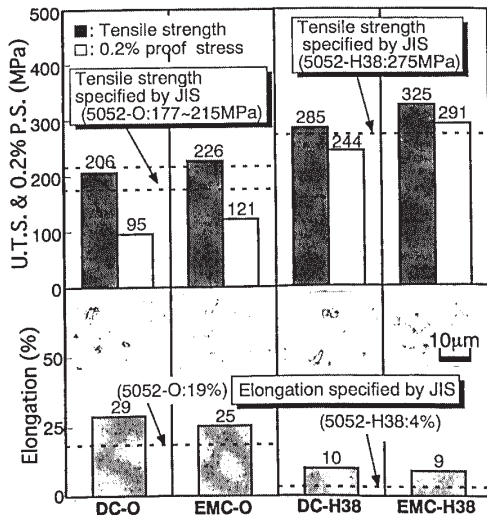 ■: Tensile strength
□: 0.2% proof stress
Tensile strength
specified by JIS
(5052-O:177~215MPa)
Tensile strength
specified by JIS
(5052-H38:275MPa)
U.T.S. & 0.2% P.S. (MPa)
500
400
300
200
100
0
206
95
226
121
285
244
325
291
Elongation (%)
50
25
0
10μm
(5052-O:19%)
Elongation specified by JIS
(5052-H38:4%)
29
25
10
9
DC-O
EMC-O
DC-H38
EMC-H38